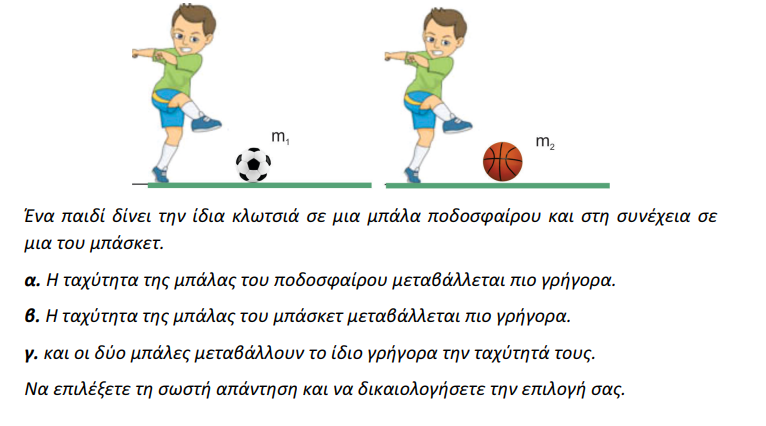 m₁
m₂
Ένα παιδί δίνει την ίδια κλωτσιά σε μια μπάλα ποδοσφαίρου και στη συνέχεια σε
μια του μπάσκετ.
α. Η ταχύτητα της μπάλας του ποδοσφαίρου μεταβάλλεται πιο γρήγορα.
β. Η ταχύτητα της μπάλας του μπάσκετ μεταβάλλεται πιο γρήγορα.
γ. και οι δύο μπάλες μεταβάλλουν το ίδιο γρήγορα την ταχύτητά τους.
Να επιλέξετε τη σωστή απάντηση και να δικαιολογήσετε την επιλογή σας.